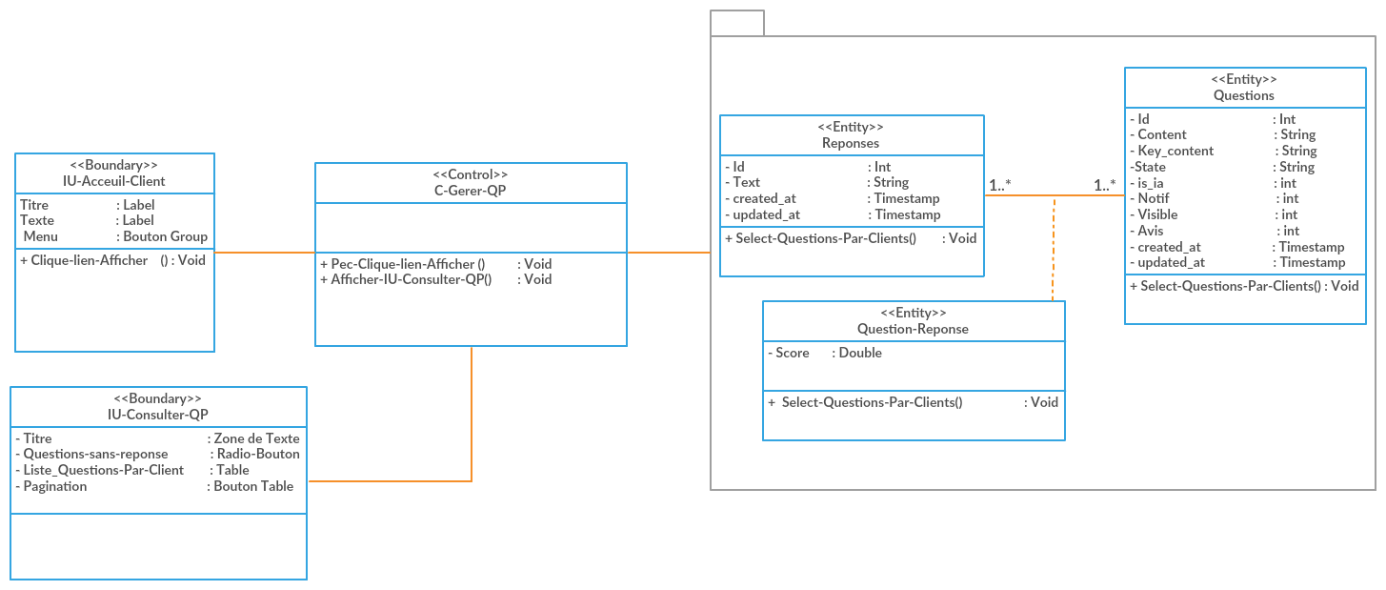 <<Boundary>>
IU-Acceuil-Client
Titre : Label
Texte : Label
Menu : Bouton Group
+ Clique-lien-Afficher () : Void
<<Boundary>>
IU-Consulter-QP
- Titre : Zone de Texte
- Questions-sans-reponse : Radio-Bouton
- Liste_Questions-Par-Client : Table
- Pagination : Bouton Table
<<Control>>
C-Gerer-QP
+ Pec-Clique-lien-Afficher () : Void
+ Afficher-IU-Consulter-QP() : Void
<<Entity>>
Reponses
- Id : Int
- Text : String
- created_at : Timestamp
- updated_at : Timestamp
+ Select-Questions-Par-Clients() : Void
1..*
1..*
<<Entity>>
Question-Reponse
- Score : Double
+ Select-Questions-Par-Clients() : Void
<<Entity>>
Questions
- Id : Int
- Content : String
- Key_content : String
-State : String
- is_ia : int
- Notif : int
- Visible : int
- Avis : int
- created_at : Timestamp
- updated_at : Timestamp
+ Select-Questions-Par-Clients() : Void